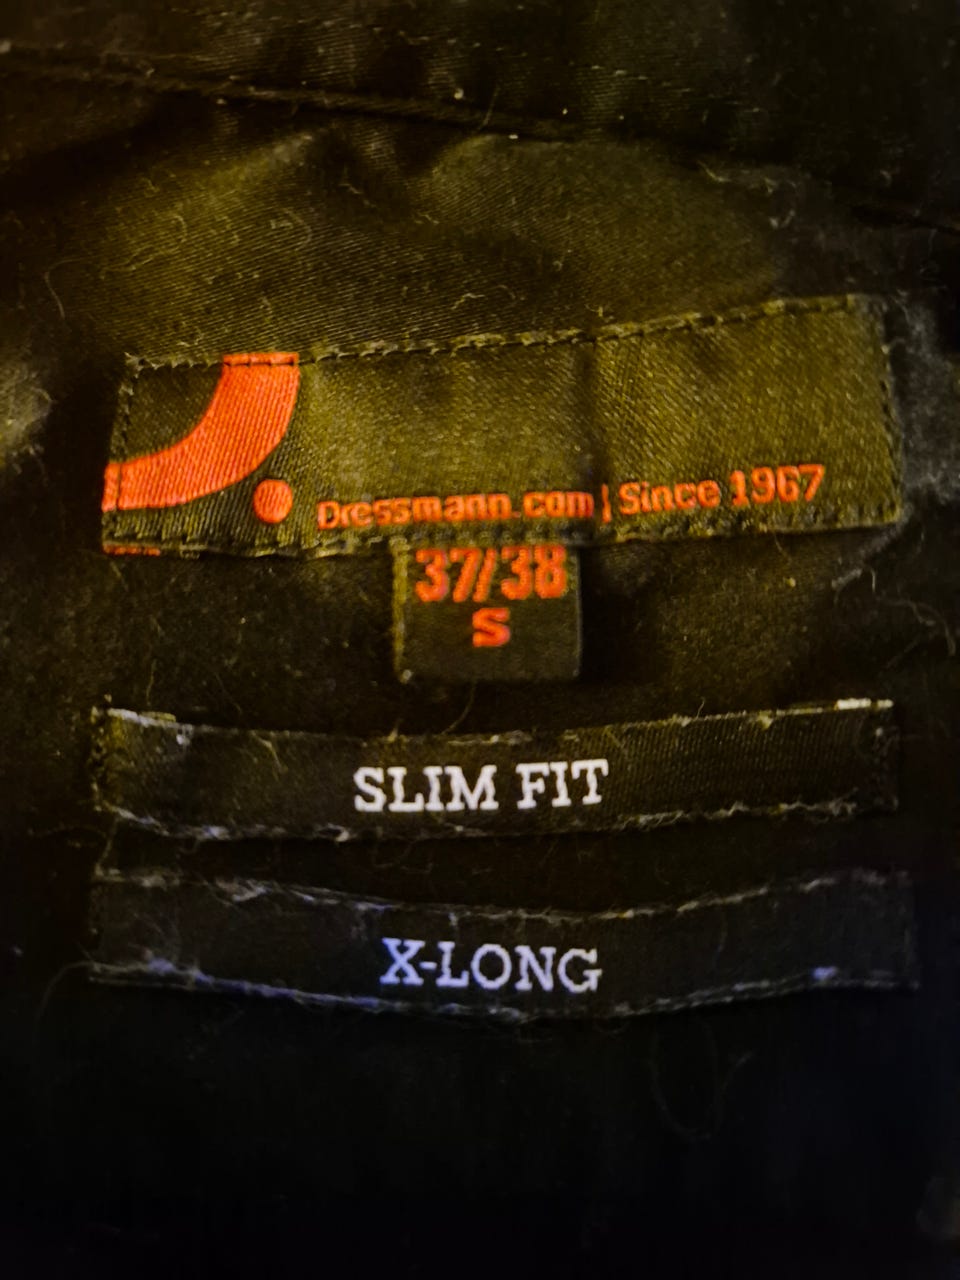 Dressmann.com | Since 1967
37/38
S
SLIM FIT
X-LONG